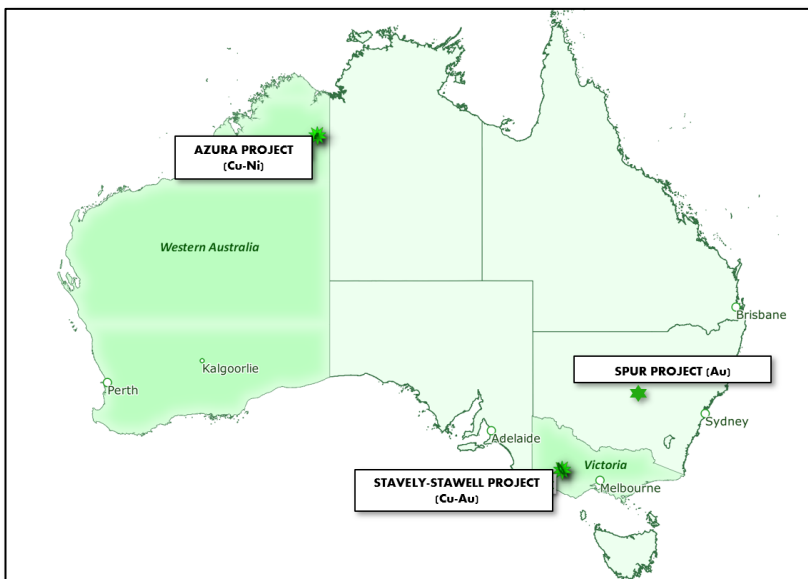 AZURA PROJECT
(Cu-Ni)
Western Australia
Brisbane
Kalgoorlie
SPUR PROJECT (Au)
Perth
Sydney
Adelaide
Victoria
STAVELY-STAWELL PROJECT
(Cu-Au)
Melbourne